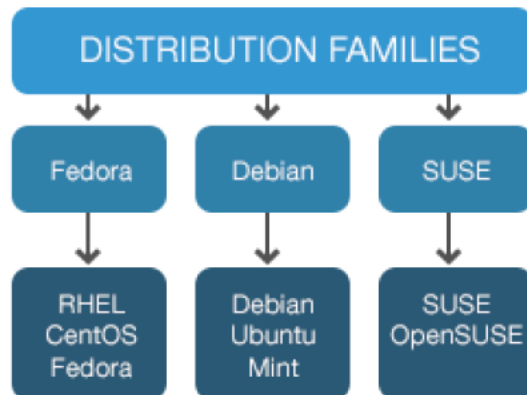 DISTRIBUTION FAMILIES
Fedora
Debian
SUSE
RHEL
CentOS
Fedora
Debian
Ubuntu
Mint
SUSE
OpenSUSE